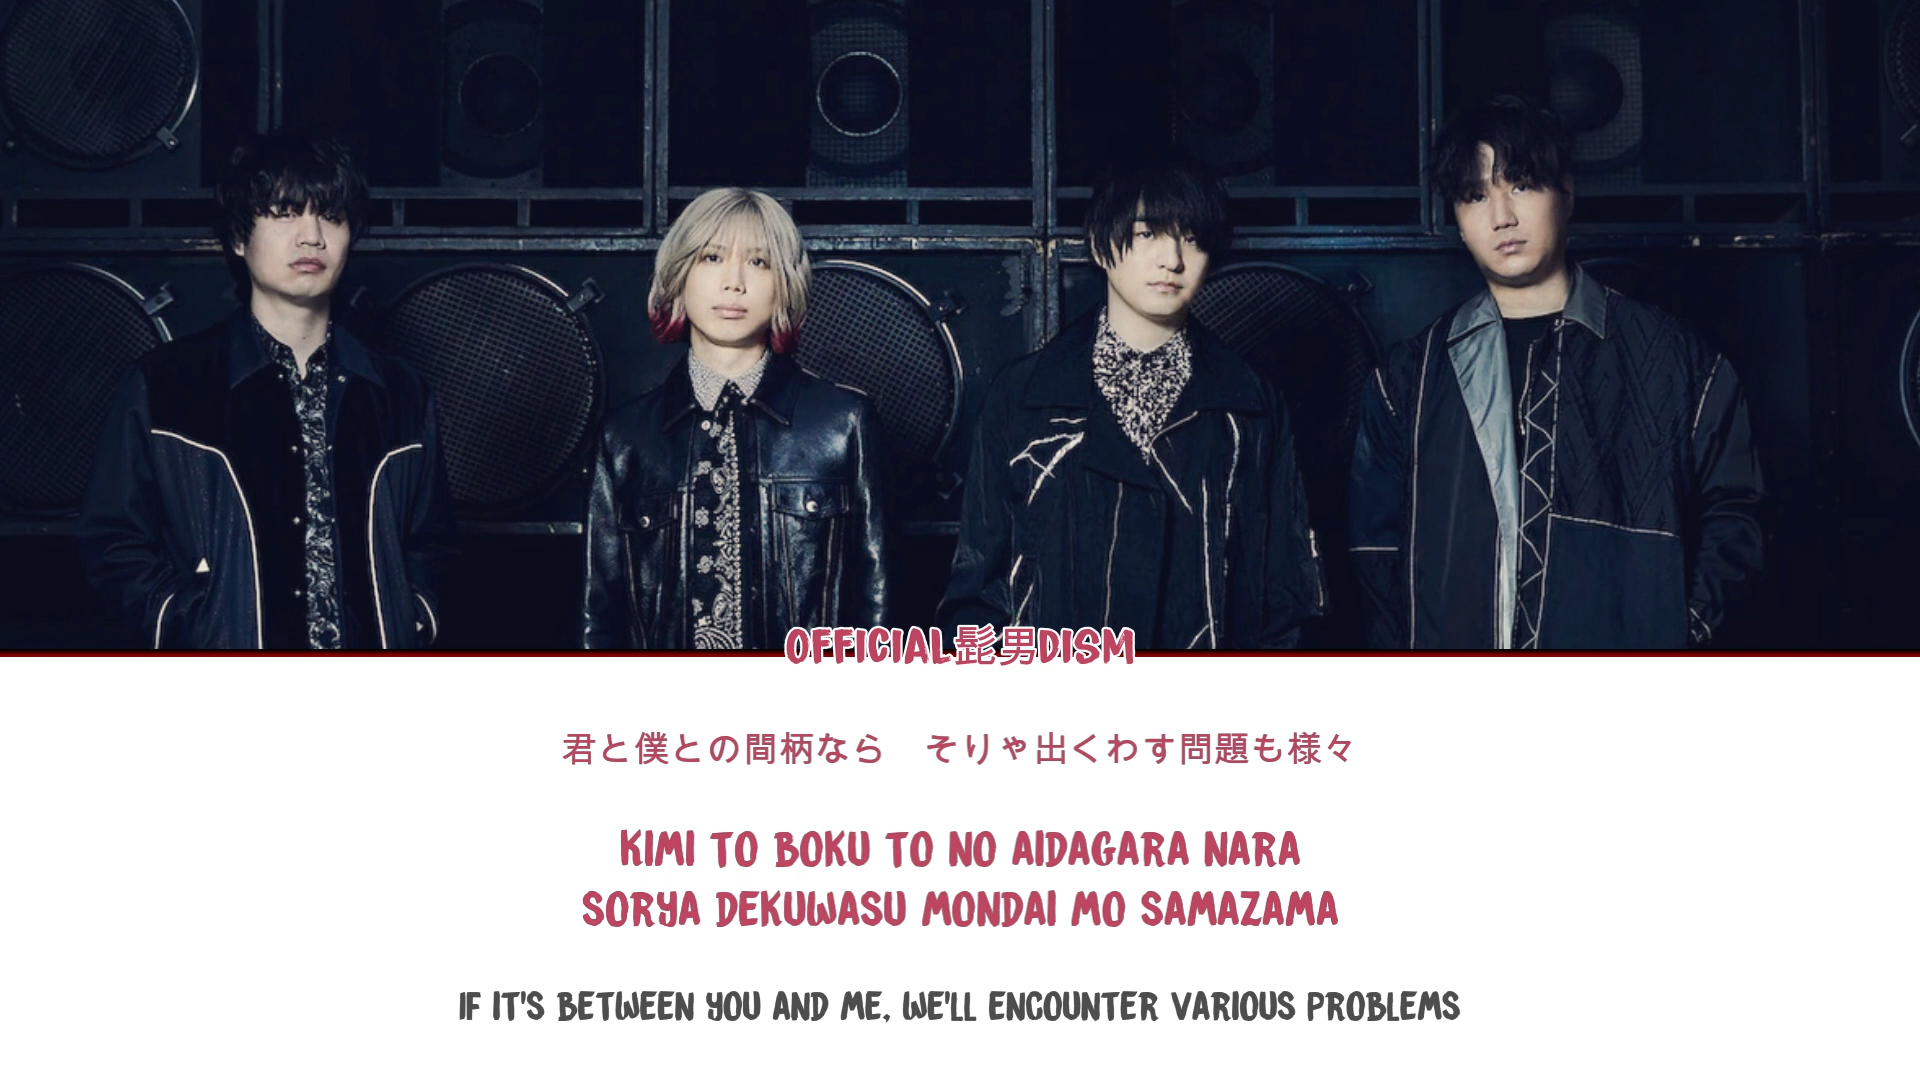 OFFICIAL髭男DISM
君と僕との間柄なら　そりゃ出くわす問題も様々
KIMI TO BOKU TO NO AIDAGARA NARA
SORYA DEKUWASU MONDAI MO SAMAZAMA
IF IT'S BETWEEN YOU AND ME, WE'LL ENCOUNTER VARIOUS PROBLEMS